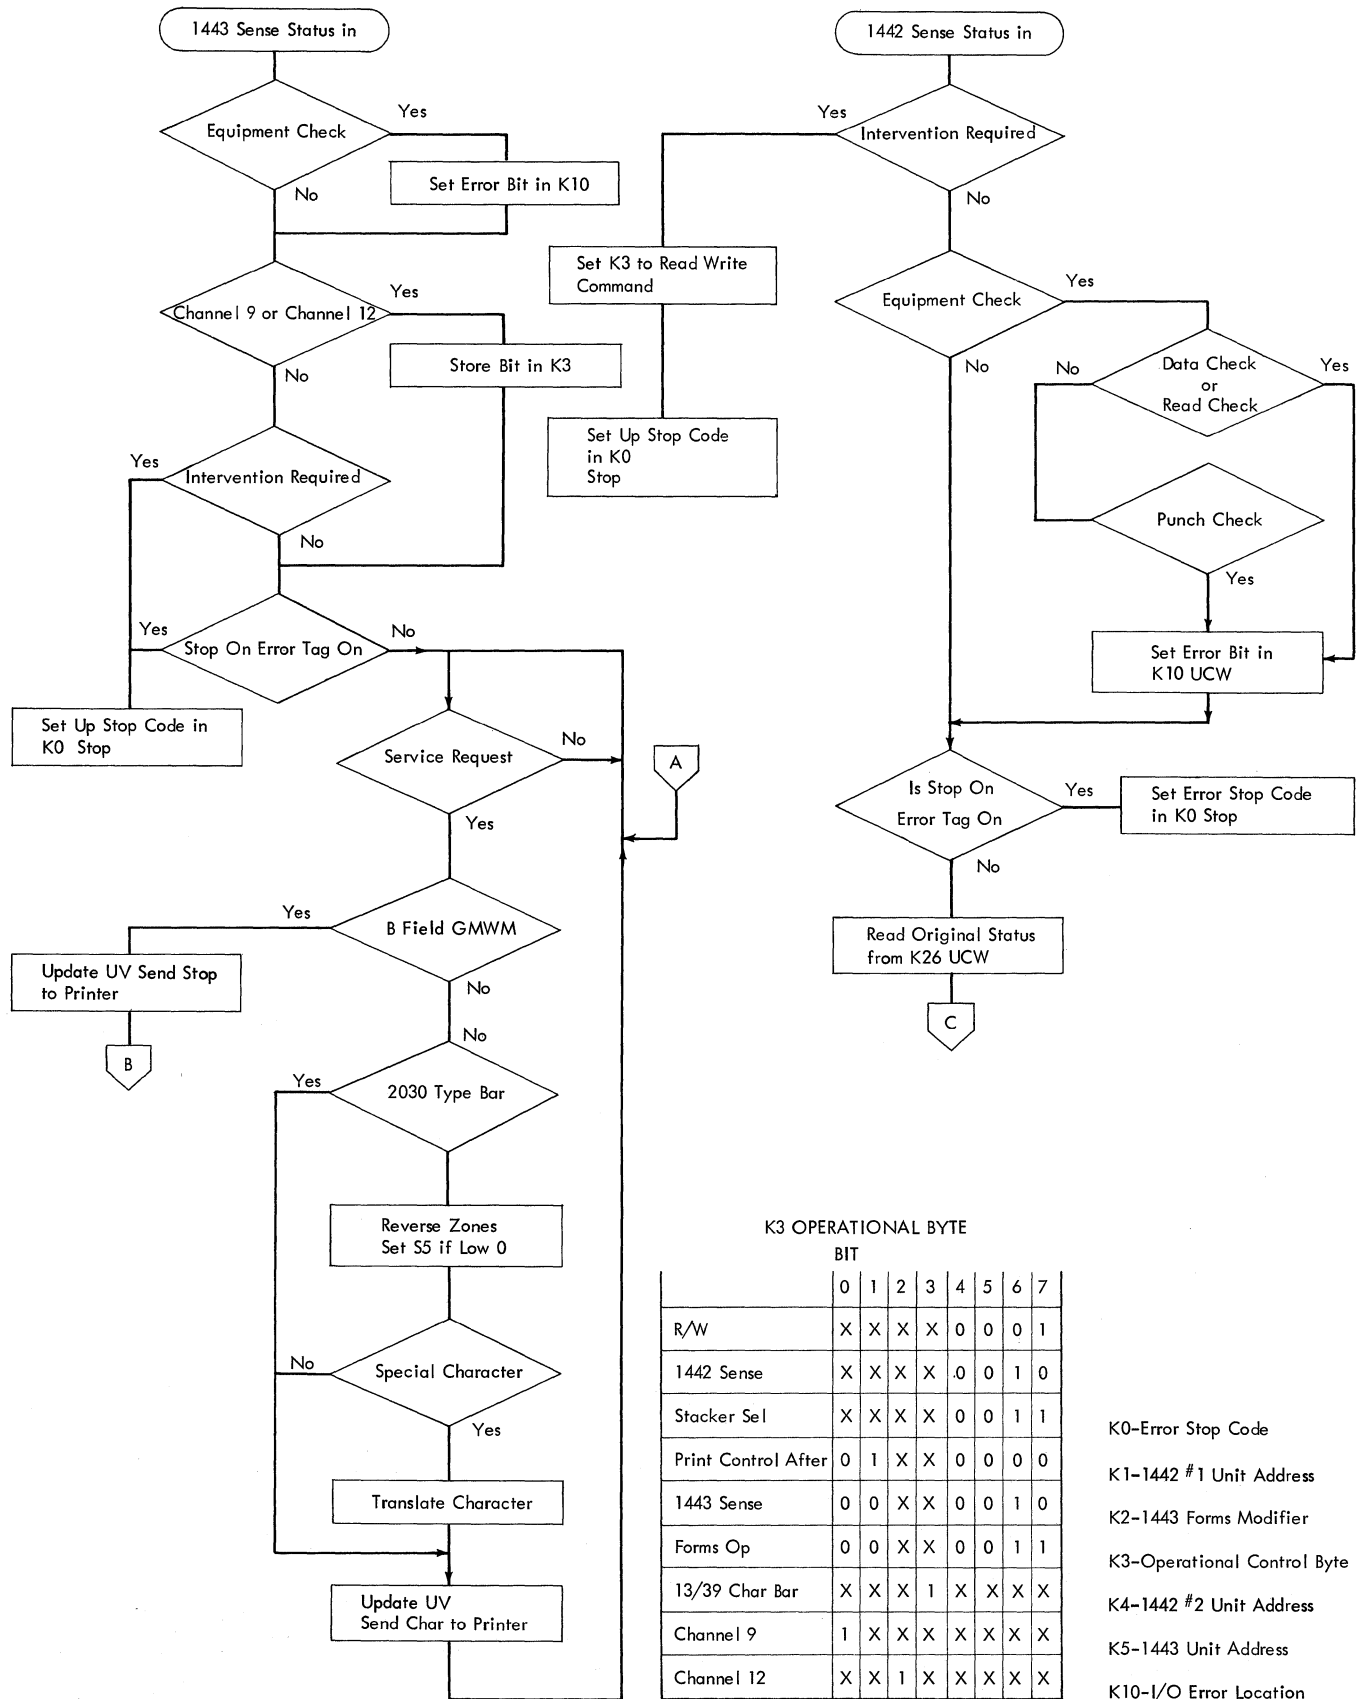 1443 Sense Status in
Equipment Check
Yes
No
Set Error Bit in K10
Channel 9 or Channel 12
Yes
No
Store Bit in K3
Intervention Required
Yes
No
Stop On Error Tag On
Yes
No
Set Up Stop Code in
K0 Stop
Service Request
No
Yes
A
B Field GMWM
Yes
No
Update UV Send Stop
to Printer
B
No
2030 Type Bar
Yes
Reverse Zones
Set S5 if Low 0
Special Character
No
Yes
Translate Character
Update UV
Send Char to Printer
1442 Sense Status in
Intervention Required
Yes
No
Set K3 to Read Write
Command
Set Up Stop Code
in K0
Stop
Equipment Check
Yes
No
Data Check
or
Read Check
No
Yes
Punch Check
Yes
Set Error Bit in
K10 UCW
Is Stop On
Error Tag On
Yes
No
Set Error Stop Code
in K0 Stop
Read Original Status
from K26 UCW
C
K3 OPERATIONAL BYTE
BIT
0 1 2 3 4 5 6 7
R/W X X X X 0 0 0 1
1442 Sense X X X X 0 0 1 0
Stacker Sel X X X X 0 0 1 1
Print Control After 0 1 X X 0 0 0 0
1443 Sense 0 0 X X 0 0 1 0
Forms Op 0 0 X X 0 0 1 1
13/39 Char Bar X X X 1 X X X X
Channel 9 1 X X X X X X X
Channel 12 X X 1 X X X X X
K0-Error Stop Code
K1-1442 #1 Unit Address
K2-1443 Forms Modifier
K3-Operational Control Byte
K4-1442 #2 Unit Address
K5-1443 Unit Address
K10-I/O Error Location